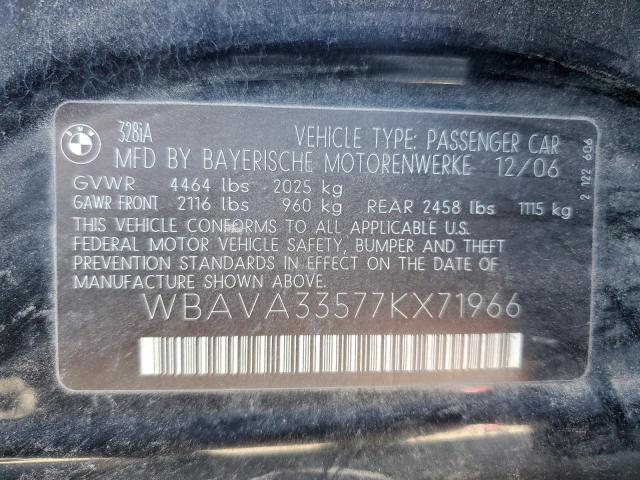 BMW
328iA
VEHICLE TYPE: PASSENGER CAR
MFD BY BAYERISCHE MOTORENWERKE 12/06
GVWR 4464 lbs 2025 kg
GAWR FRONT 2116 lbs 960 kg REAR 2458 lbs 1115 kg
THIS VEHICLE CONFORMS TO ALL APPLICABLE U.S.
FEDERAL MOTOR VEHICLE SAFETY, BUMPER AND THEFT
PREVENTION STANDARDS IN EFFECT ON THE DATE OF
MANUFACTURE SHOWN ABOVE.
WBAVA33577KX71966
2 122 606